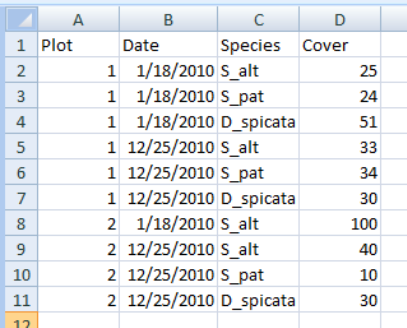 A B C D
1 Plot Date Species Cover
2 1 1/18/2010 S_alt 25
3 1 1/18/2010 S_pat 24
4 1 1/18/2010 D_spicata 51
5 1 12/25/2010 S_alt 33
6 1 12/25/2010 S_pat 34
7 1 12/25/2010 D_spicata 30
8 2 1/18/2010 S_alt 100
9 2 12/25/2010 S_alt 40
10 2 12/25/2010 S_pat 10
11 2 12/25/2010 D_spicata 30
12